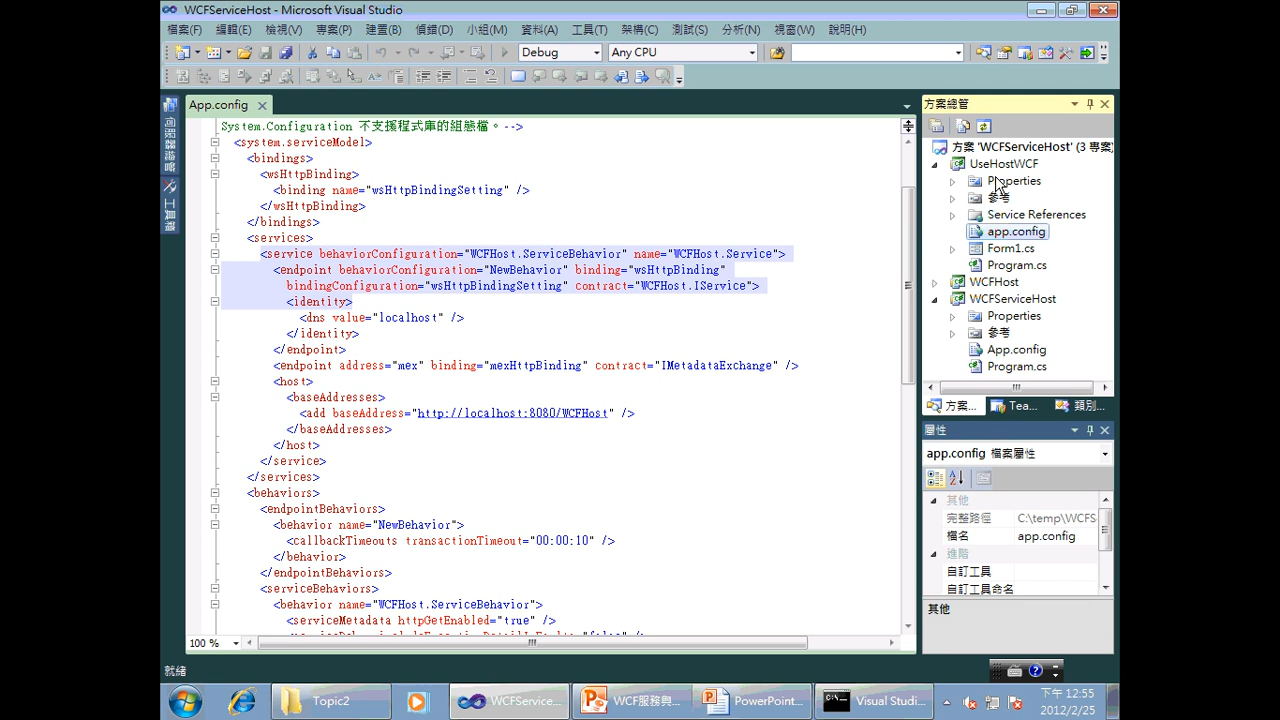 WCFServiceHost - Microsoft Visual Studio
檔案(F) 編輯(E) 檢視(V) 專案(P) 建置(B) 偵錯(D) 小組(M) 資料(A) 工具(T) 架構(C) 測試(S) 分析(N) 視窗(W) 說明(H)
Debug Any CPU
伺服器總管
工具箱
App.config
System.Configuration 不支援程式庫的組態檔。-->
<system.serviceModel>
<bindings>
<wsHttpBinding>
<binding name="wsHttpBindingSetting" />
</wsHttpBinding>
</bindings>
<services>
<service behaviorConfiguration="WCFHost.ServiceBehavior" name="WCFHost.Service">
<endpoint behaviorConfiguration="NewBehavior" binding="wsHttpBinding"
bindingConfiguration="wsHttpBindingSetting" contract="WCFHost.IService">
<identity>
<dns value="localhost" />
</identity>
</endpoint>
<endpoint address="mex" binding="mexHttpBinding" contract="IMetadataExchange" />
<host>
<baseAddresses>
<add baseAddress="http://localhost:8080/WCFHost" />
</baseAddresses>
</host>
</service>
</services>
<behaviors>
<endpointBehaviors>
<behavior name="NewBehavior">
<callbackTimeouts transactionTimeout="00:00:10" />
</behavior>
</endpointBehaviors>
<serviceBehaviors>
<behavior name="WCFHost.ServiceBehavior">
<serviceMetadata httpGetEnabled="true" />
100 %
方案總管
方案 'WCFServiceHost' (3 專案)
UseHostWCF
Properties
參考
Service References
app.config
Form1.cs
Program.cs
WCFHost
WCFServiceHost
Properties
參考
App.config
Program.cs
方案... Tea... 類別...
屬性
app.config 檔案屬性
其他
完整路徑 C:\temp\WCFS
檔名 app.config
進階
自訂工具
自訂工具命名
其他
就緒
Topic2 WCFService... WCF服務與... PowerPoint... Visual Studi...
下午 12:55
2012/2/25